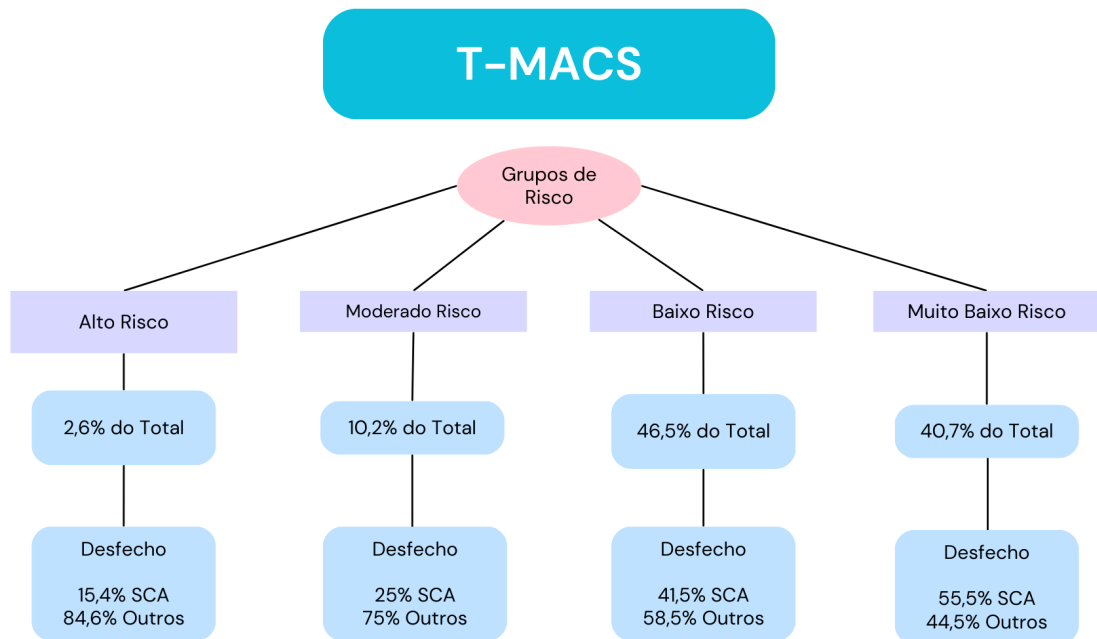 T-MACS
Grupos de
Risco
Alto Risco
Moderado Risco
Baixo Risco
Muito Baixo Risco
2,6% do Total
10,2% do Total
46,5% do Total
40,7% do Total
Desfecho
15,4% SCA
84,6% Outros
Desfecho
25% SCA
75% Outros
Desfecho
41,5% SCA
58,5% Outros
Desfecho
55,5% SCA
44,5% Outros